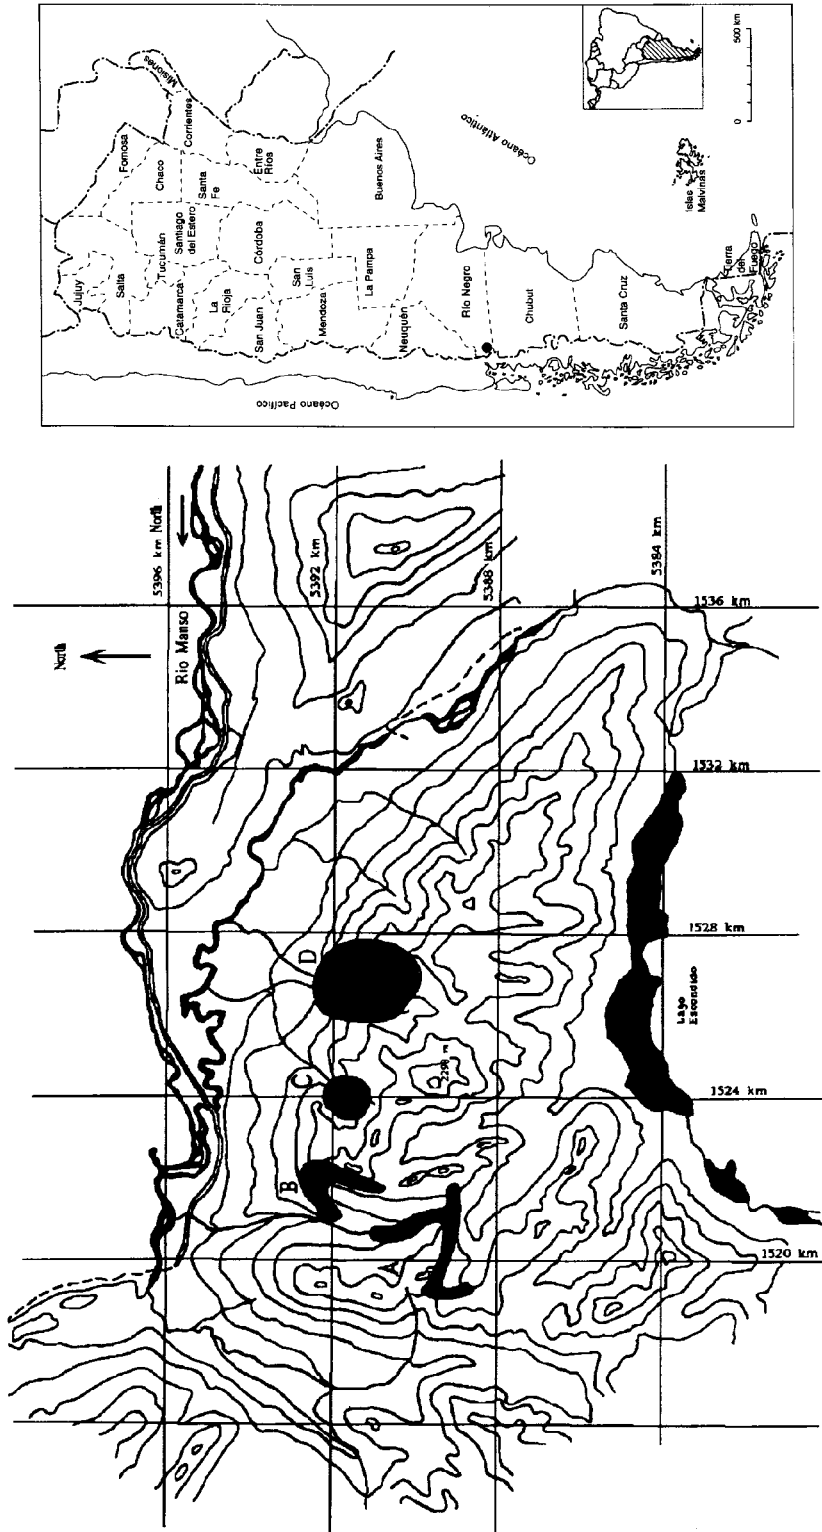 Jujuy
Salta
Fomosa
Misiones
Chaco
Corrientes
Tucumán
Santiago
del Estero
Santa
Fe
Catamarca
La
Rioja
Córdoba
Entre
Ríos
San Juan
San
Luis
Mendoza
Buenos Aires
La Pampa
Neuquén
Río Negro
Chubut
Santa Cruz
Tierra
del
Fuego
Islas
Malvinas
Océano Atlántico
Océano Pacífico
0
500 km
North
Rio Manso
5396 km North
5392 km
5388 km
5384 km
1536 km
1532 km
1528 km
1524 km
1520 km
A
B
C
D
2298 m
Lago
Escondido